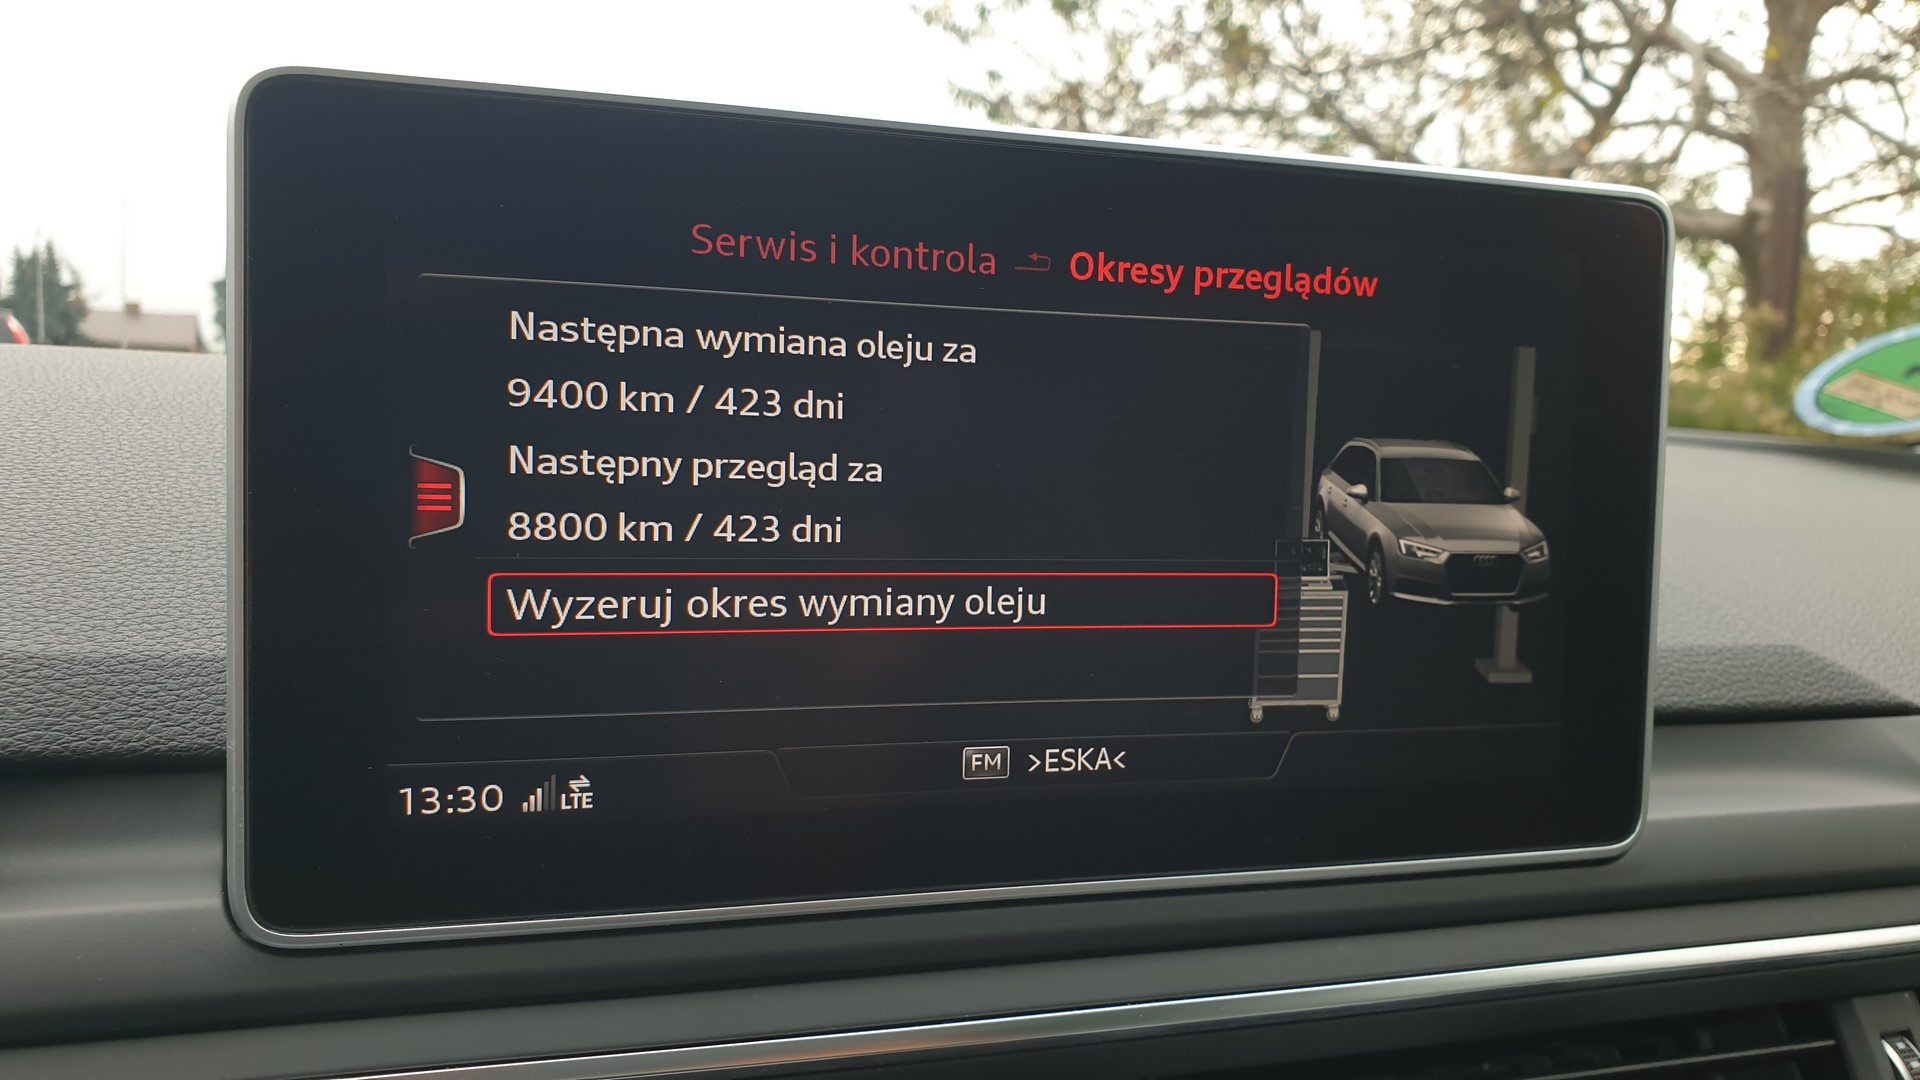 Serwis i kontrola Okresy przeglądów
Następna wymiana oleju za
9400 km / 423 dni
Następny przegląd za
8800 km / 423 dni
Wyzeruj okres wymiany oleju
FM >ESKA<
13:30 LTE